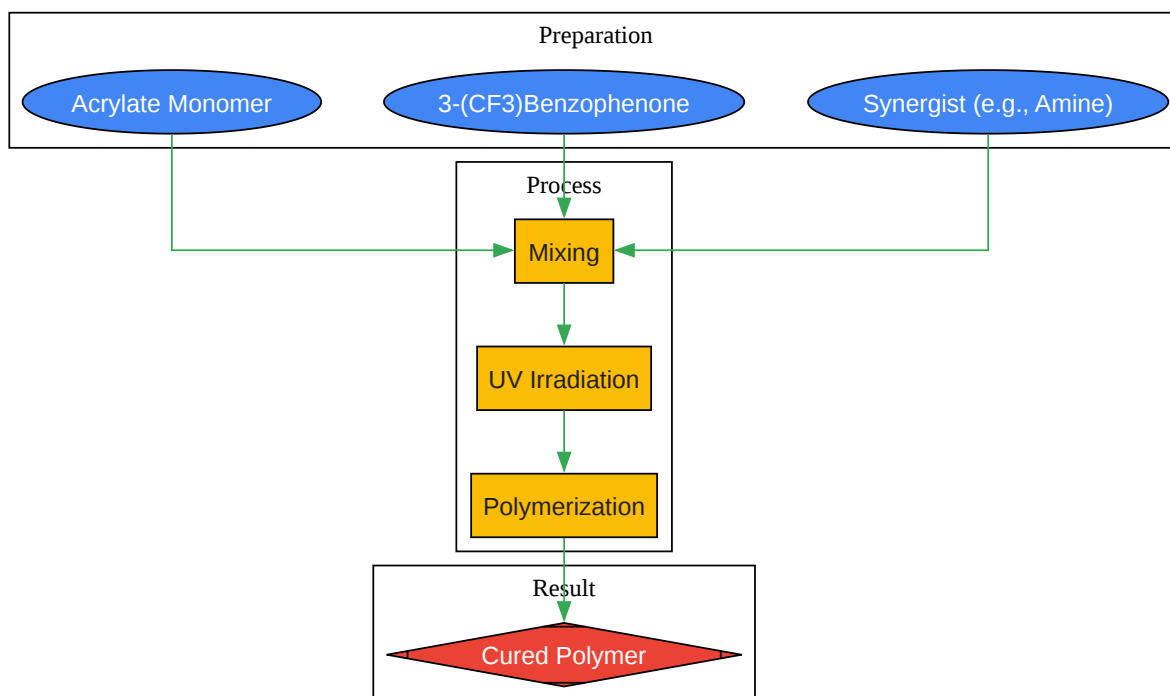 Preparation
Acrylate Monomer
3-(CF3)Benzophenone
Synergist (e.g., Amine)
Process
Mixing
UV Irradiation
Polymerization
Result
Cured Polymer